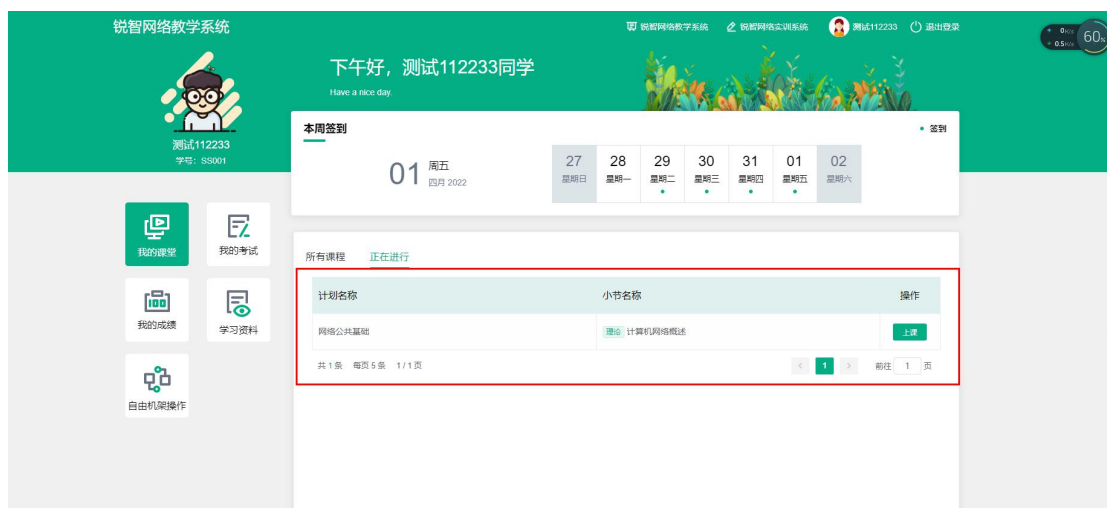 锐智网络教学系统
锐智网络教学系统 锐智网络实训系统 测试112233 退出登录
0K/s
0.5K/s
60%
下午好，测试112233同学
Have a nice day
测试112233
学号：SS001
本周签到
签到
01 周五
四月 2022
27 28 29 30 31 01 02
星期日 星期一 星期二 星期三 星期四 星期五 星期六
我的课堂 我的考试
我的成绩 学习资料
自由机架操作
所有课程 正在进行
计划名称 小节名称 操作
网络公共基础 理论 计算机网络概述 上课
共1条 每页5条 1/1页 < 1 > 前往 1 页